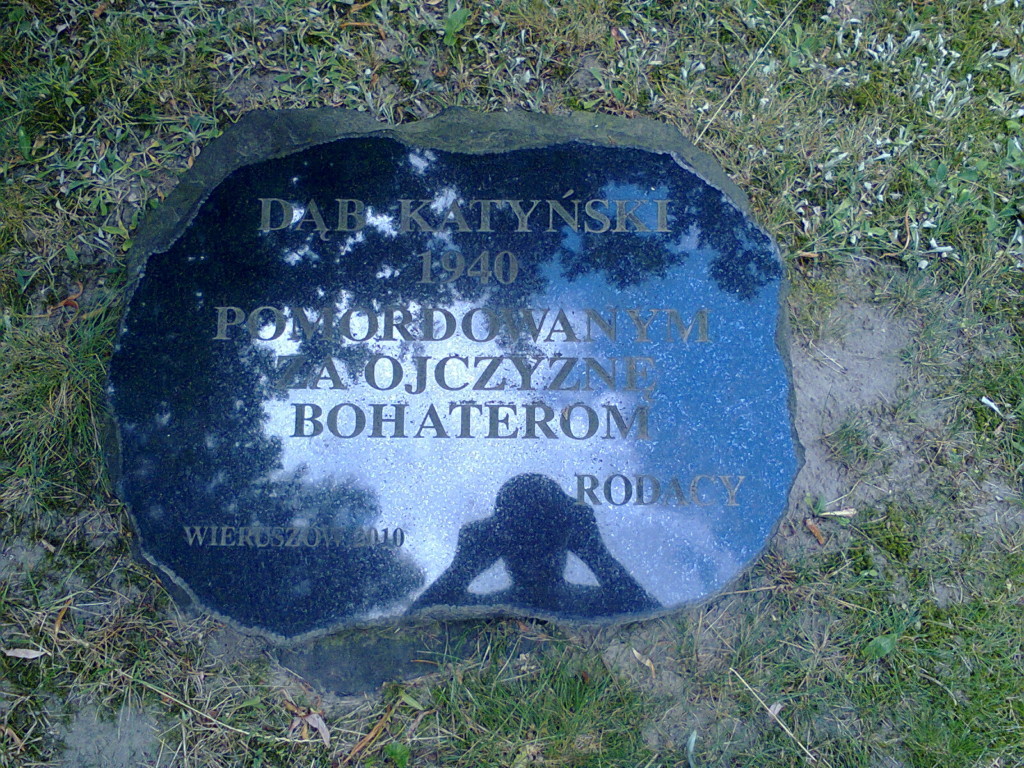 DĄB KATYŃSKI
1940
POMORDOWANYM
ZA OJCZYZNĘ
BOHATEROM
RODACY
WIERUSZÓW 2010